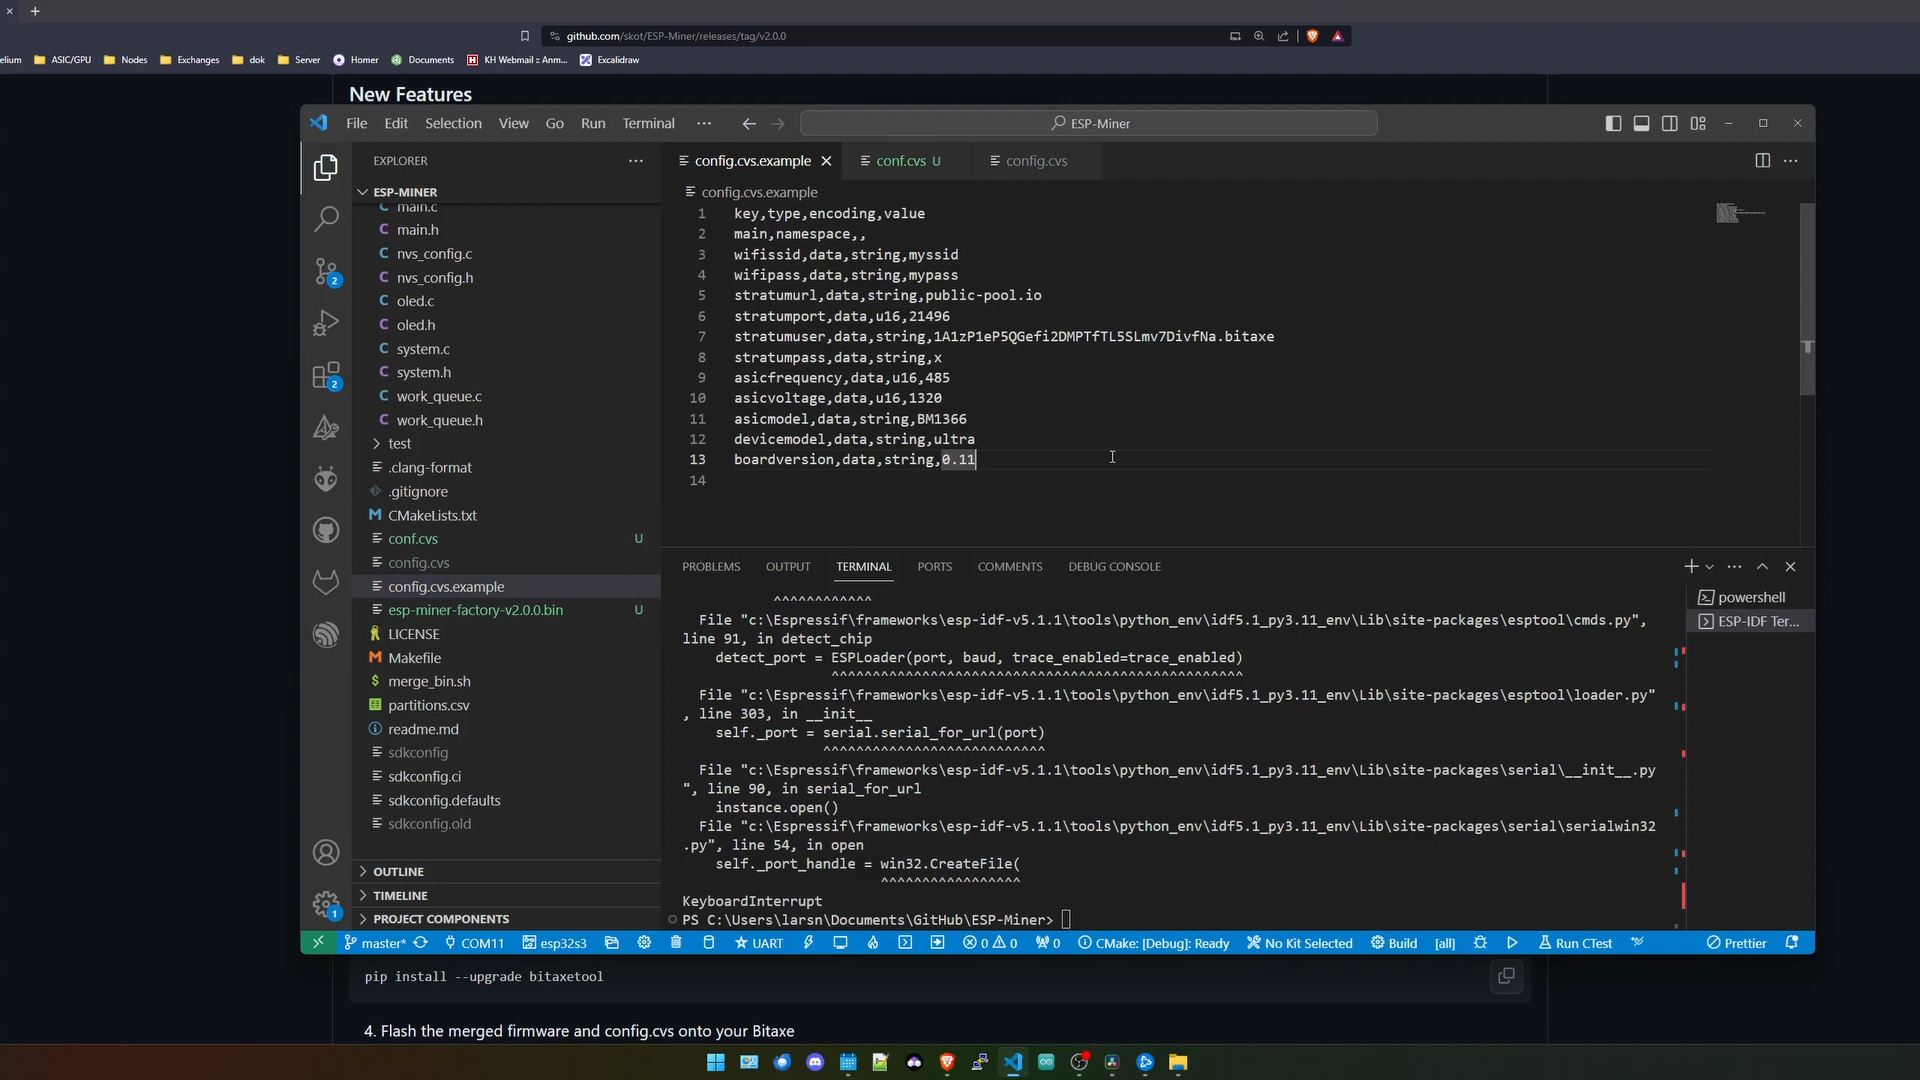 github.com/skot/ESP-Miner/releases/tag/v2.0.0
elium ASIC/GPU Nodes Exchanges dok Server Homer Documents KH Webmail :: Anm... Excalidraw
New Features
File Edit Selection View Go Run Terminal ··· ESP-Miner
EXPLORER ···
ESP-MINER
main.c
main.h
nvs_config.c
nvs_config.h
oled.c
oled.h
system.c
system.h
work_queue.c
work_queue.h
test
.clang-format
.gitignore
CMakeLists.txt
conf.cvs U
config.cvs
config.cvs.example
esp-miner-factory-v2.0.0.bin U
LICENSE
Makefile
merge_bin.sh
partitions.csv
readme.md
sdkconfig
sdkconfig.ci
sdkconfig.defaults
sdkconfig.old
OUTLINE
TIMELINE
PROJECT COMPONENTS
2
2
1
config.cvs.example conf.cvs U config.cvs
config.cvs.example
1 key,type,encoding,value
2 main,namespace,,
3 wifissid,data,string,myssid
4 wifipass,data,string,mypass
5 stratumurl,data,string,public-pool.io
6 stratumport,data,u16,21496
7 stratumuser,data,string,1A1zP1eP5QGefi2DMPTfTL5SLmv7DivfNa.bitaxe
8 stratumpass,data,string,x
9 asicfrequency,data,u16,485
10 asicvoltage,data,u16,1320
11 asicmodel,data,string,BM1366
12 devicemodel,data,string,ultra
13 boardversion,data,string,0.11
14
PROBLEMS OUTPUT TERMINAL PORTS COMMENTS DEBUG CONSOLE
powershell
ESP-IDF Ter...
^^^^^^^^^^^^
File "c:\Espressif\frameworks\esp-idf-v5.1.1\tools\python_env\idf5.1_py3.11_env\Lib\site-packages\esptool\cmds.py",
line 91, in detect_chip
detect_port = ESPLoader(port, baud, trace_enabled=trace_enabled)
^^^^^^^^^^^^^^^^^^^^^^^^^^^^^^^^^^^^^^^^^^^^^^^^^^
File "c:\Espressif\frameworks\esp-idf-v5.1.1\tools\python_env\idf5.1_py3.11_env\Lib\site-packages\esptool\loader.py"
, line 303, in __init__
self._port = serial.serial_for_url(port)
^^^^^^^^^^^^^^^^^^^^^^^^^^^
File "c:\Espressif\frameworks\esp-idf-v5.1.1\tools\python_env\idf5.1_py3.11_env\Lib\site-packages\serial\__init__.py
", line 90, in serial_for_url
instance.open()
File "c:\Espressif\frameworks\esp-idf-v5.1.1\tools\python_env\idf5.1_py3.11_env\Lib\site-packages\serial\serialwin32
.py", line 54, in open
self._port_handle = win32.CreateFile(
^^^^^^^^^^^^^^^^^
KeyboardInterrupt
PS C:\Users\larsn\Documents\GitHub\ESP-Miner>
master* COM11 esp32s3 UART 0 0 0 CMake: [Debug]: Ready No Kit Selected Build [all] Run CTest Prettier
pip install --upgrade bitaxetool
4. Flash the merged firmware and config.cvs onto your Bitaxe